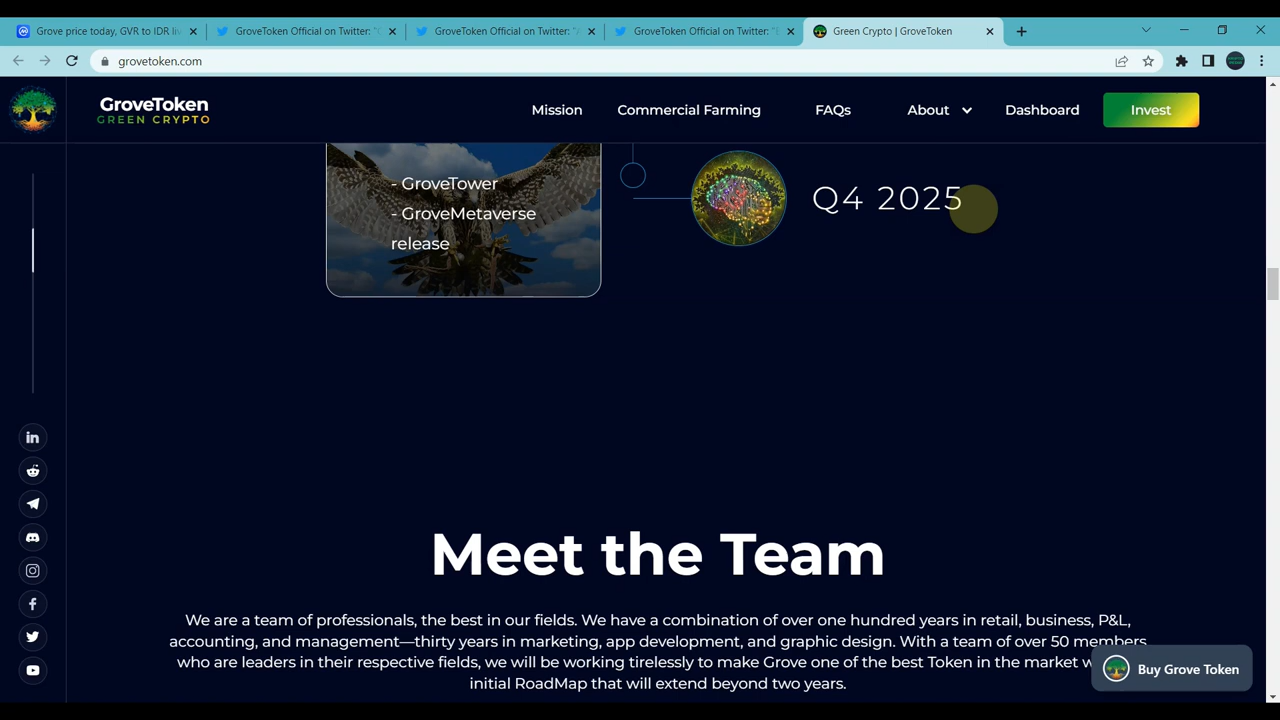 Grove price today, GVR to IDR li
GroveToken Official on Twitter: "
GroveToken Official on Twitter: "
GroveToken Official on Twitter: "
Green Crypto | GroveToken
grovetoken.com
GroveToken
GREEN CRYPTO
Mission
Commercial Farming
FAQs
About
Dashboard
Invest
- GroveTower
- GroveMetaverse
release
Q4 2025
Meet the Team
We are a team of professionals, the best in our fields. We have a combination of over one hundred years in retail, business, P&L,
accounting, and management—thirty years in marketing, app development, and graphic design. With a team of over 50 members
who are leaders in their respective fields, we will be working tirelessly to make Grove one of the best Token in the market
initial RoadMap that will extend beyond two years.
Buy Grove Token